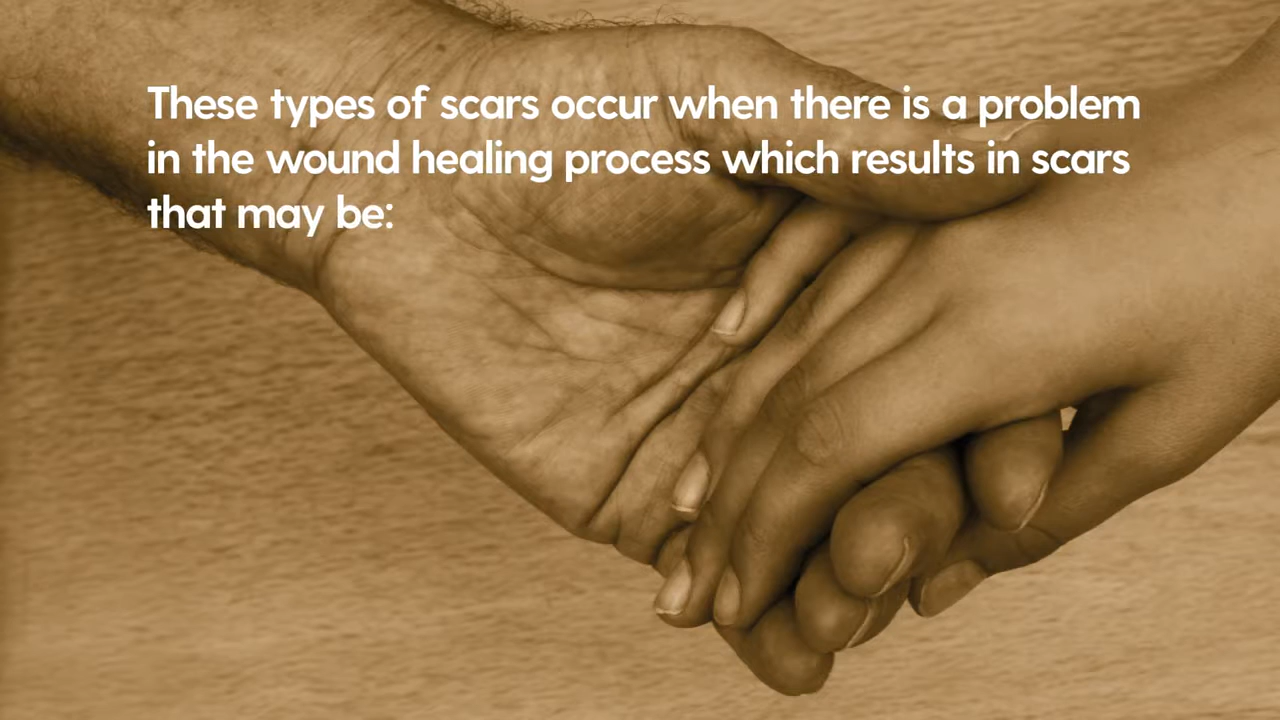 These types of scars occur when there is a problem
in the wound healing process which results in scars
that may be: